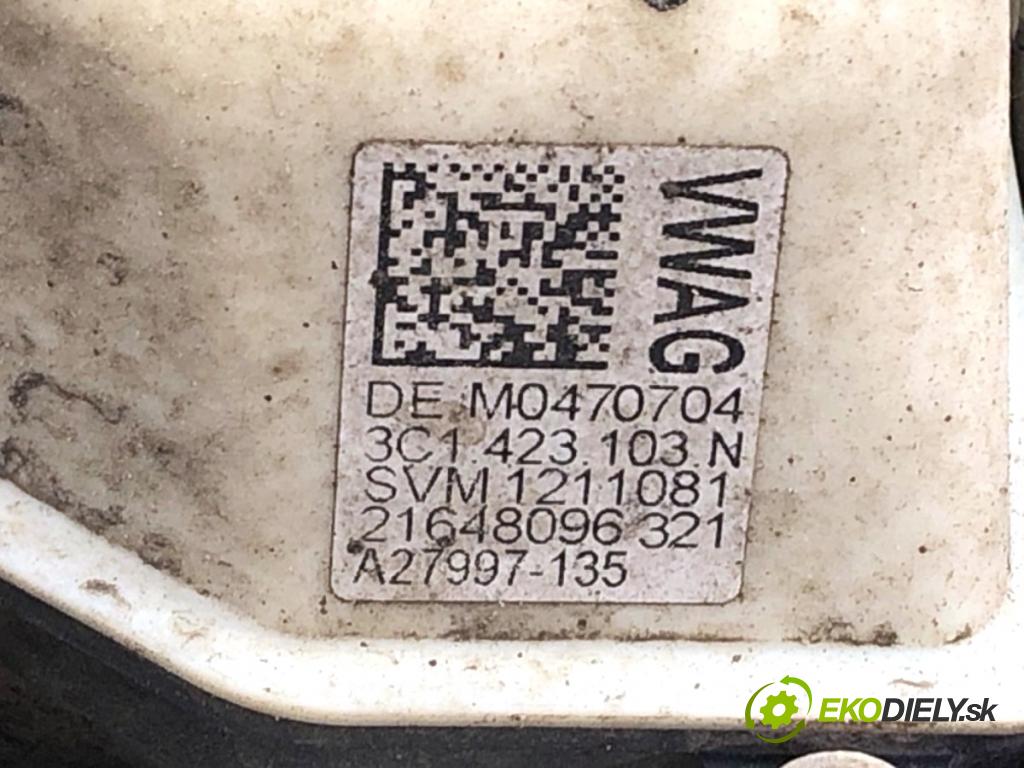 VWAG
DE M0470704
3C1.423.103 N
SVM 1211081
21648096 321
A27997-135
EKODIELY.sk